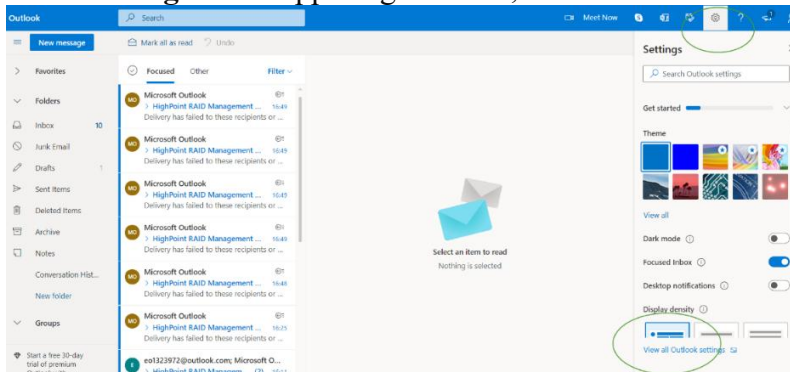 Outlook
Search
Meet Now
New message
Mark all as read
Undo
Favorites
Folders
Inbox 10
Junk Email
Drafts 1
Sent Items
Deleted Items
Archive
Notes
Conversation Hist...
New folder
Groups
Start a free 30-day
trial of premium
Focused Other Filter
MO Microsoft Outlook
> HighPoint RAID Management ... 16:49
Delivery has failed to these recipients or ...
MO Microsoft Outlook
> HighPoint RAID Management ... 16:49
Delivery has failed to these recipients or ...
MO Microsoft Outlook
> HighPoint RAID Management ... 16:49
Delivery has failed to these recipients or ...
MO Microsoft Outlook
> HighPoint RAID Management ... 16:49
Delivery has failed to these recipients or ...
MO Microsoft Outlook
> HighPoint RAID Management ... 16:48
Delivery has failed to these recipients or ...
MO Microsoft Outlook
> HighPoint RAID Management ... 16:25
Delivery has failed to these recipients or ...
eo1323972@outlook.com; Microsoft O...
Select an item to read
Nothing is selected
Settings
Search Outlook settings
Get started
Theme
View all
Dark mode
Focused Inbox
Desktop notifications
Display density
View all Outlook settings